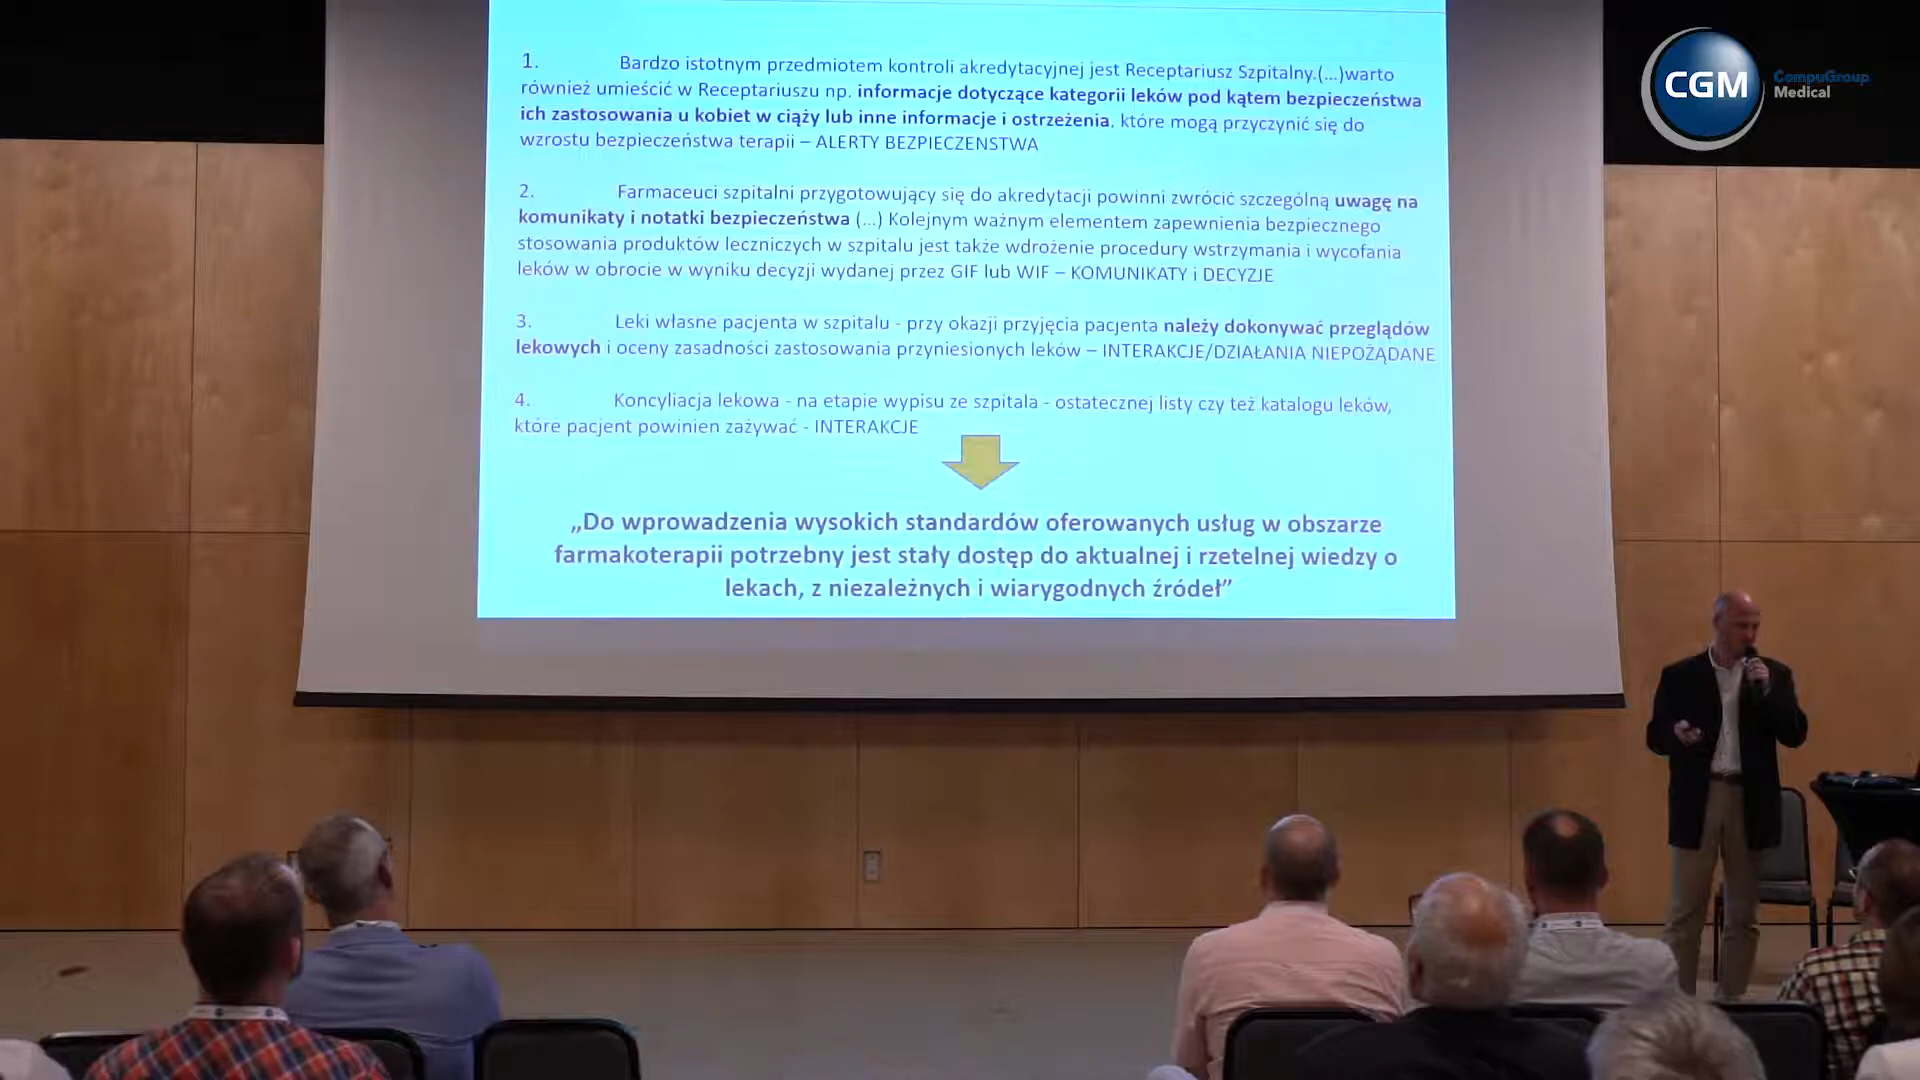 1. Bardzo istotnym przedmiotem kontroli akredytacyjnej jest Receptariusz Szpitalny.(...)warto
również umieścić w Receptariuszu np. informacje dotyczące kategorii leków pod kątem bezpieczeństwa
ich zastosowania u kobiet w ciąży lub inne informacje i ostrzeżenia, które mogą przyczynić się do
wzrostu bezpieczeństwa terapii – ALERTY BEZPIECZENSTWA
2. Farmaceuci szpitalni przygotowujący się do akredytacji powinni zwrócić szczególną uwagę na
komunikaty i notatki bezpieczeństwa (...) Kolejnym ważnym elementem zapewnienia bezpiecznego
stosowania produktów leczniczych w szpitalu jest także wdrożenie procedury wstrzymania i wycofania
leków w obrocie w wyniku decyzji wydanej przez GIF lub WIF – KOMUNIKATY i DECYZJE
3. Leki własne pacjenta w szpitalu - przy okazji przyjęcia pacjenta należy dokonywać przeglądów
lekowych i oceny zasadności zastosowania przyniesionych leków – INTERAKCJE/DZIAŁANIA NIEPOŻĄDANE
4. Koncyliacja lekowa - na etapie wypisu ze szpitala - ostatecznej listy czy też katalogu leków,
które pacjent powinien zażywać - INTERAKCJE
„Do wprowadzenia wysokich standardów oferowanych usług w obszarze
farmakoterapii potrzebny jest stały dostęp do aktualnej i rzetelnej wiedzy o
lekach, z niezależnych i wiarygodnych źródeł”
CGM
CompuGroup
Medical